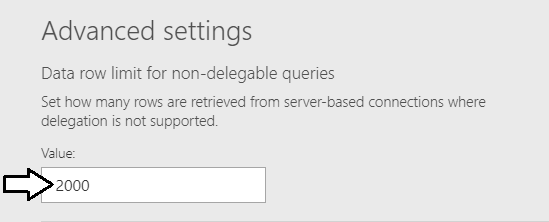 Advanced settings
Data row limit for non-delegable queries
Set how many rows are retrieved from server-based connections where
delegation is not supported.
Value:
2000